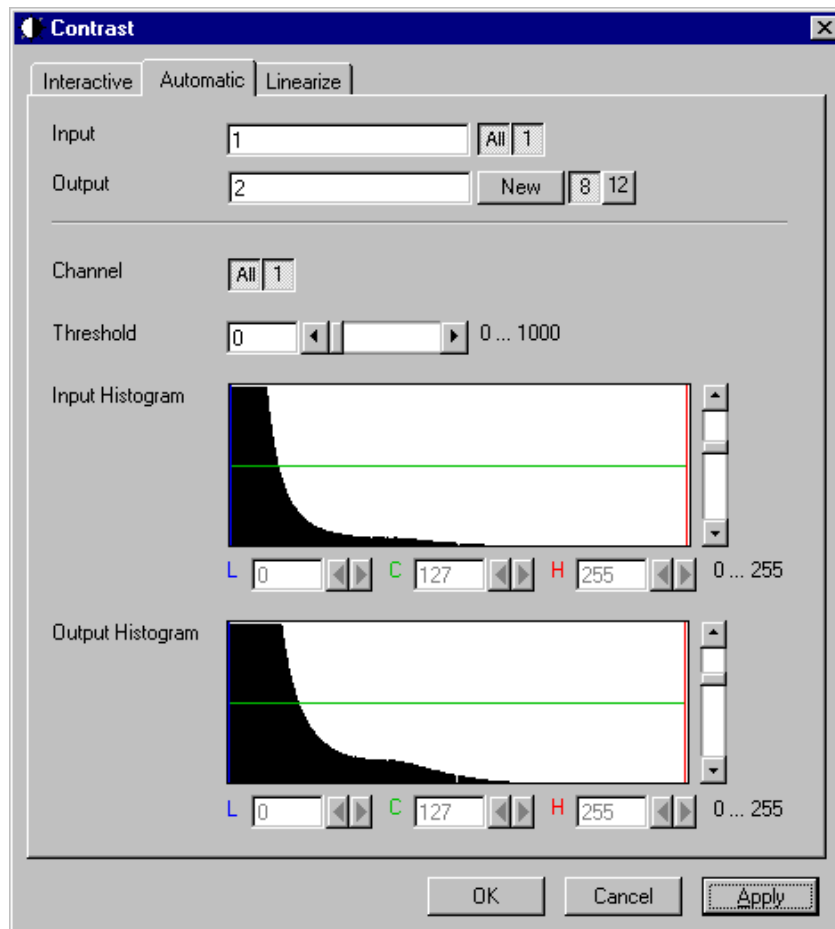 Contrast
Interactive Automatic Linearize
Input 1 All 1
Output 2 New 8 12
Channel All 1
Threshold 0 0 ... 1000
Input Histogram
L 0 C 127 H 255 0 ... 255
Output Histogram
L 0 C 127 H 255 0 ... 255
OK Cancel Apply